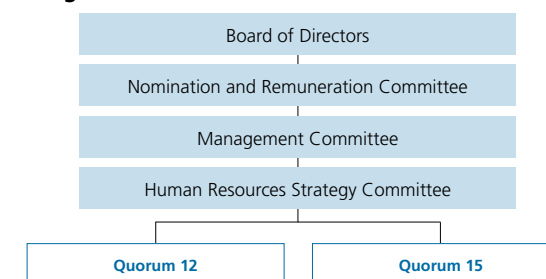 Board of Directors
Nomination and Remuneration Committee
Management Committee
Human Resources Strategy Committee
Quorum 12
Quorum 15